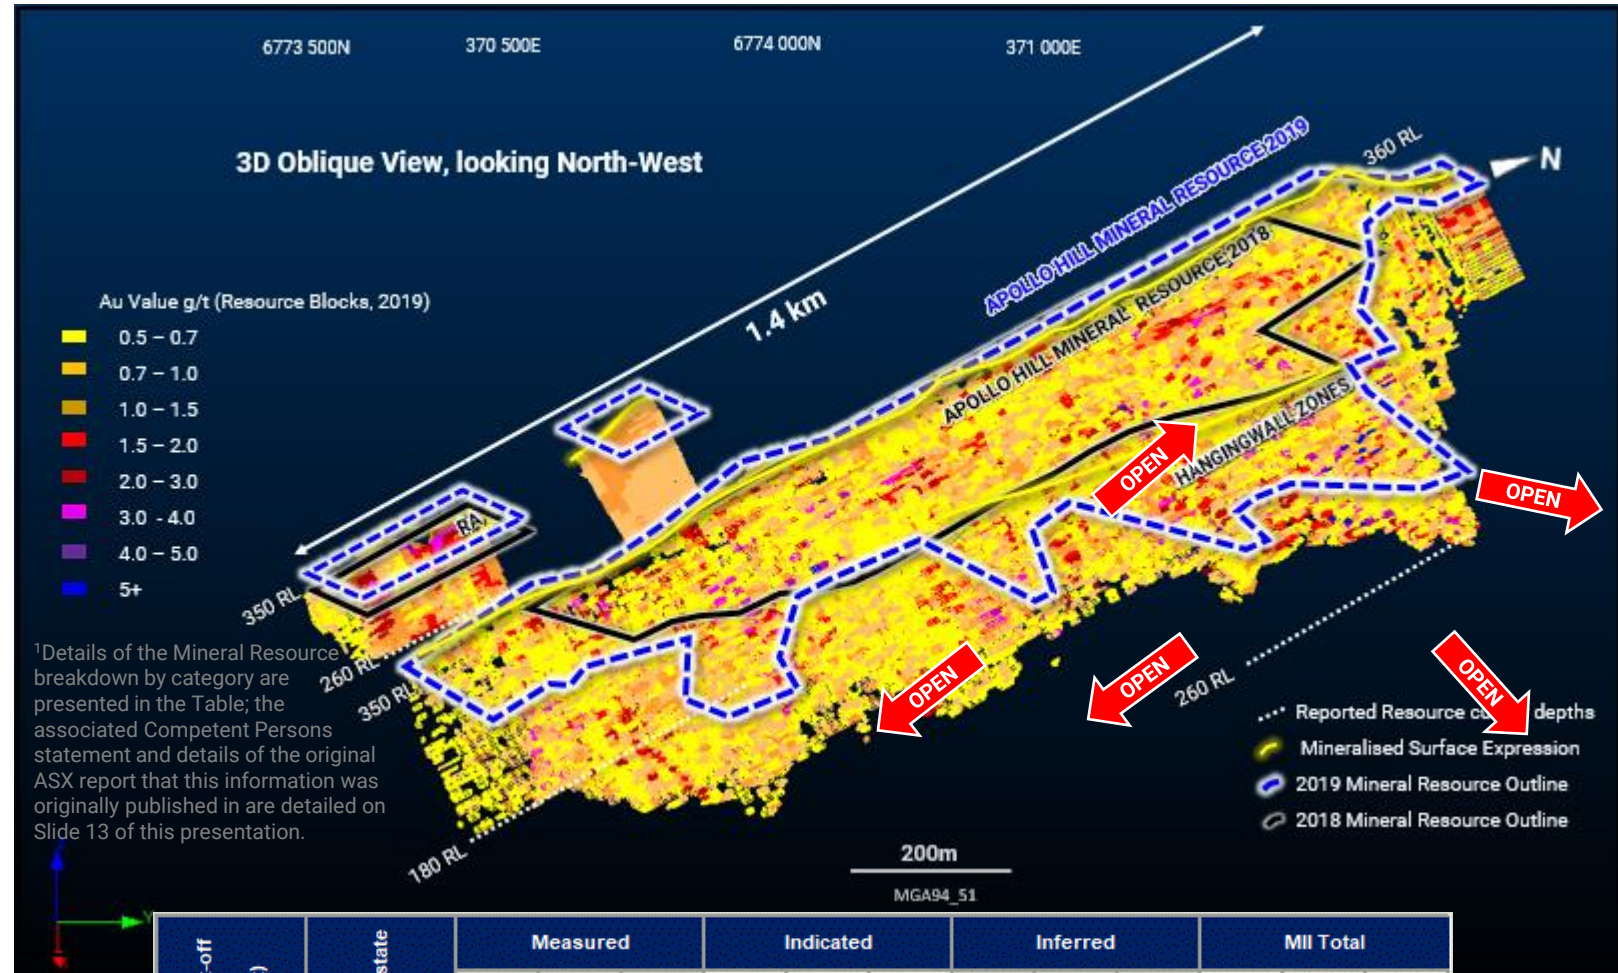 6773 500N
370 500E
6774 000N
371 000E
3D Oblique View, looking North-West
1.4 km
APOLLO HILL MINERAL RESOURCE 2019
360 RL
N
APOLLO HILL MINERAL RESOURCE 2018
HANGINGWALL ZONES
OPEN
OPEN
OPEN
OPEN
OPEN
Au Value g/t (Resource Blocks, 2019)
0.5 – 0.7
0.7 – 1.0
1.0 – 1.5
1.5 – 2.0
2.0 – 3.0
3.0 - 4.0
4.0 – 5.0
5+
RA
350 RL
260 RL
350 RL
180 RL
260 RL
¹Details of the Mineral Resource
breakdown by category are
presented in the Table; the
associated Competent Persons
statement and details of the original
ASX report that this information was
originally published in are detailed on
Slide 13 of this presentation.
Reported Resource depths
Mineralised Surface Expression
2019 Mineral Resource Outline
2018 Mineral Resource Outline
200m
MGA94_51
Y
-off
state
Measured
Indicated
Inferred
MII Total